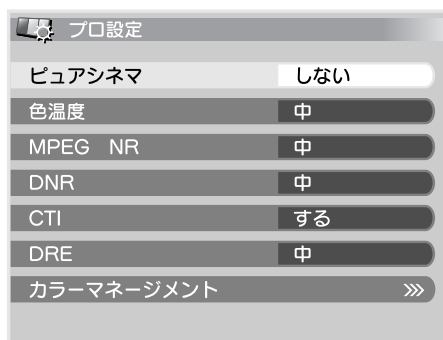 プロ設定
ピュアシネマ しない
色温度 中
MPEG NR 中
DNR 中
CTI する
DRE 中
カラーマネージメント